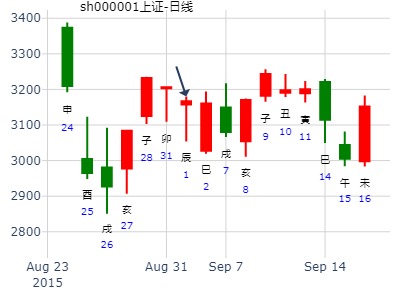 sh000001上证-日线
3400
3300
3200
3100
3000
2900
2800
申
24
酉
25
戌
26
亥
27
子
28
卯
31
辰
1
巳
2
戌
7
亥
8
子
9
丑
10
寅
11
巳
14
午
15
未
16
Aug 23
2015
Aug 31
Sep 7
Sep 14